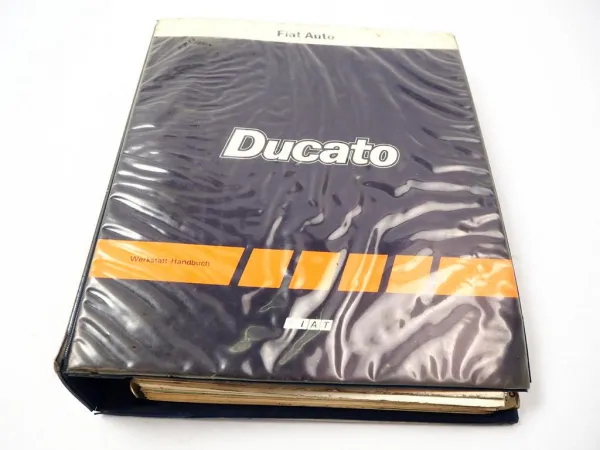 Fiat Auto
Ducato
Werkstatt-Handbuch
IAT